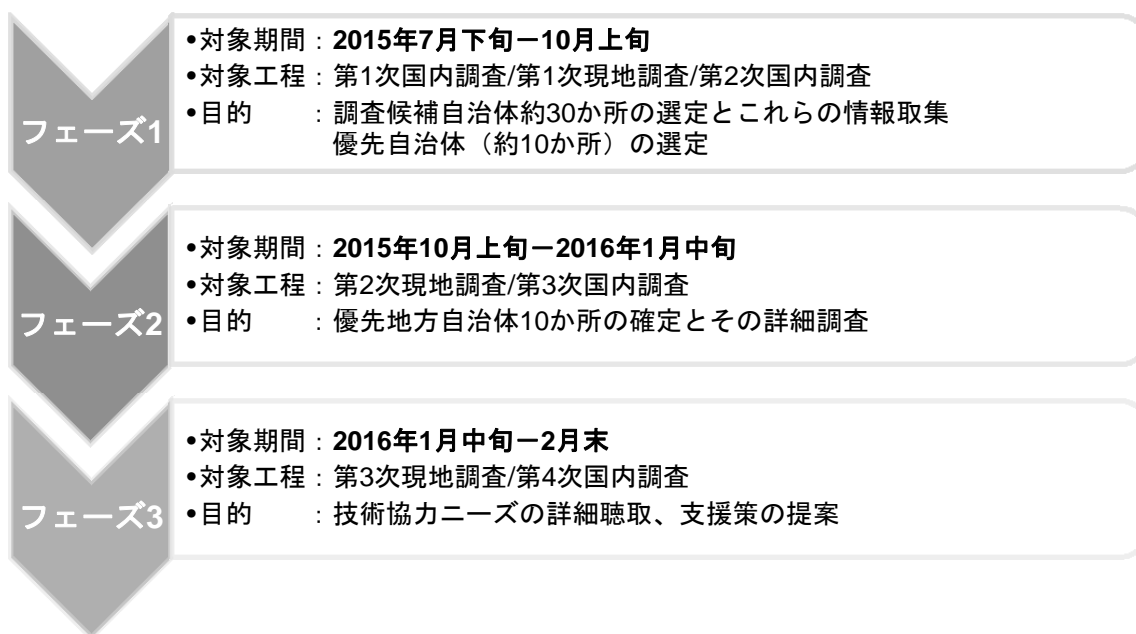 フェーズ1
•対象期間：2015年7月下旬－10月上旬
•対象工程：第1次国内調査/第1次現地調査/第2次国内調査
•目的　　：調査候補自治体約30か所の選定とこれらの情報取集
優先自治体（約10か所）の選定
フェーズ2
•対象期間：2015年10月上旬－2016年1月中旬
•対象工程：第2次現地調査/第3次国内調査
•目的　　：優先地方自治体10か所の確定とその詳細調査
フェーズ3
•対象期間：2016年1月中旬－2月末
•対象工程：第3次現地調査/第4次国内調査
•目的　　：技術協力ニーズの詳細聴取、支援策の提案